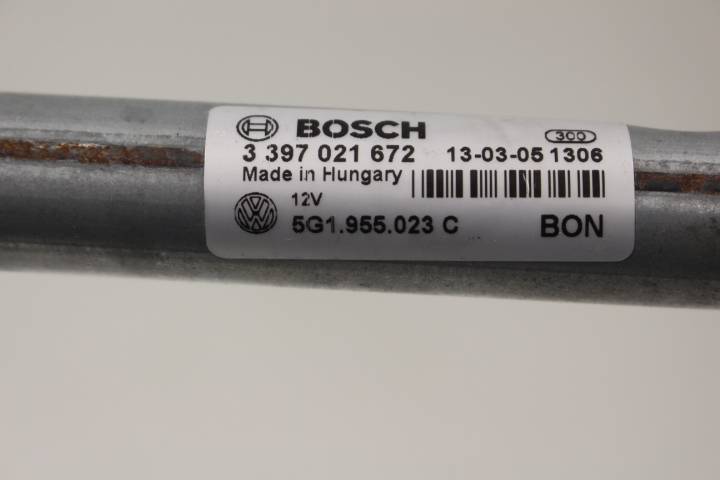 BOSCH 300
3 397 021 672 13-03-05 1306
Made in Hungary
12V
5G1.955.023 C BON